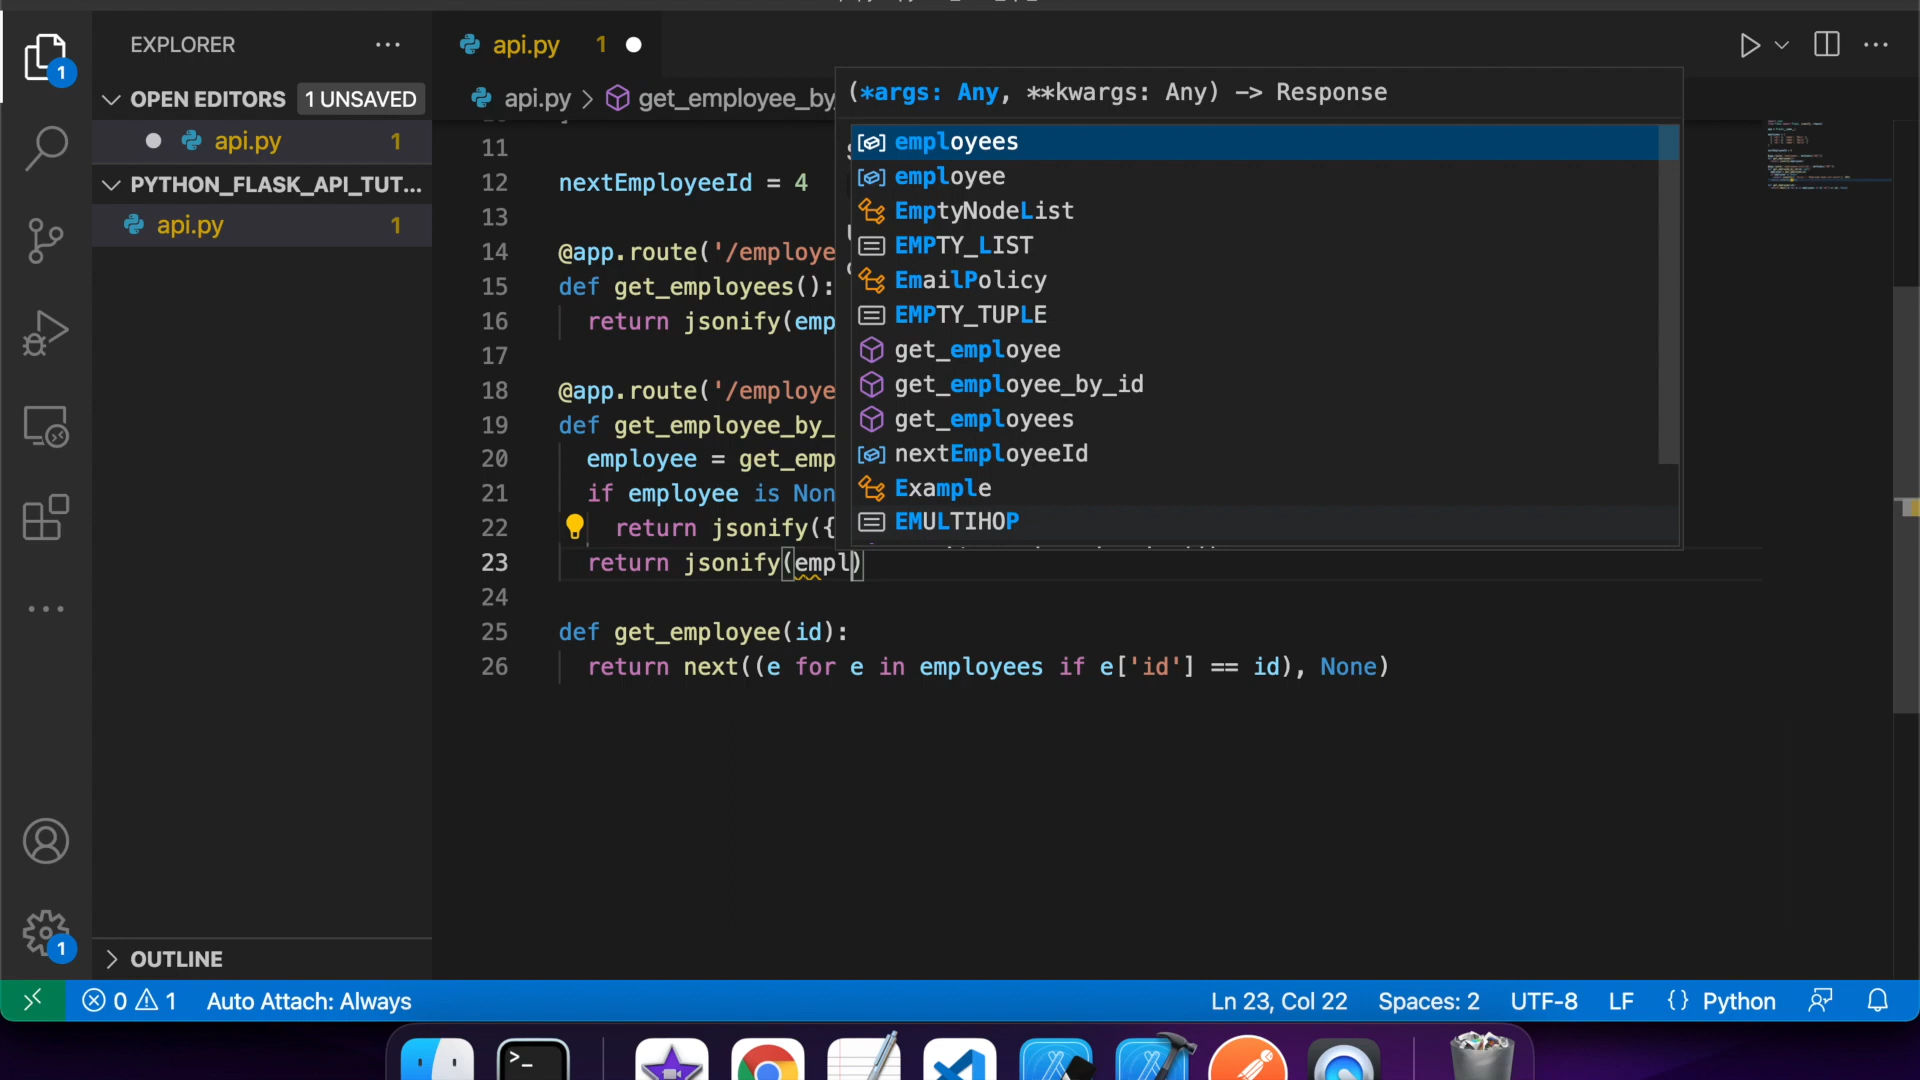 EXPLORER
1
OPEN EDITORS
1 UNSAVED
api.py
1
PYTHON_FLASK_API_TUT...
api.py
1
OUTLINE
1
api.py
1
api.py > get_employee_by_
(*args: Any, **kwargs: Any) -> Response
employees
employee
EmptyNodeList
EMPTY_LIST
EmailPolicy
EMPTY_TUPLE
get_employee
get_employee_by_id
get_employees
nextEmployeeId
Example
EMULTIHOP
11
12 nextEmployeeId = 4
13
14 @app.route('/employe
15 def get_employees():
16 return jsonify(emp
17
18 @app.route('/employe
19 def get_employee_by_
20 employee = get_emp
21 if employee is Non
22 return jsonify({
23 return jsonify(empl)
24
25 def get_employee(id):
26 return next((e for e in employees if e['id'] == id), None)
0 1 Auto Attach: Always
Ln 23, Col 22 Spaces: 2 UTF-8 LF {} Python
>_